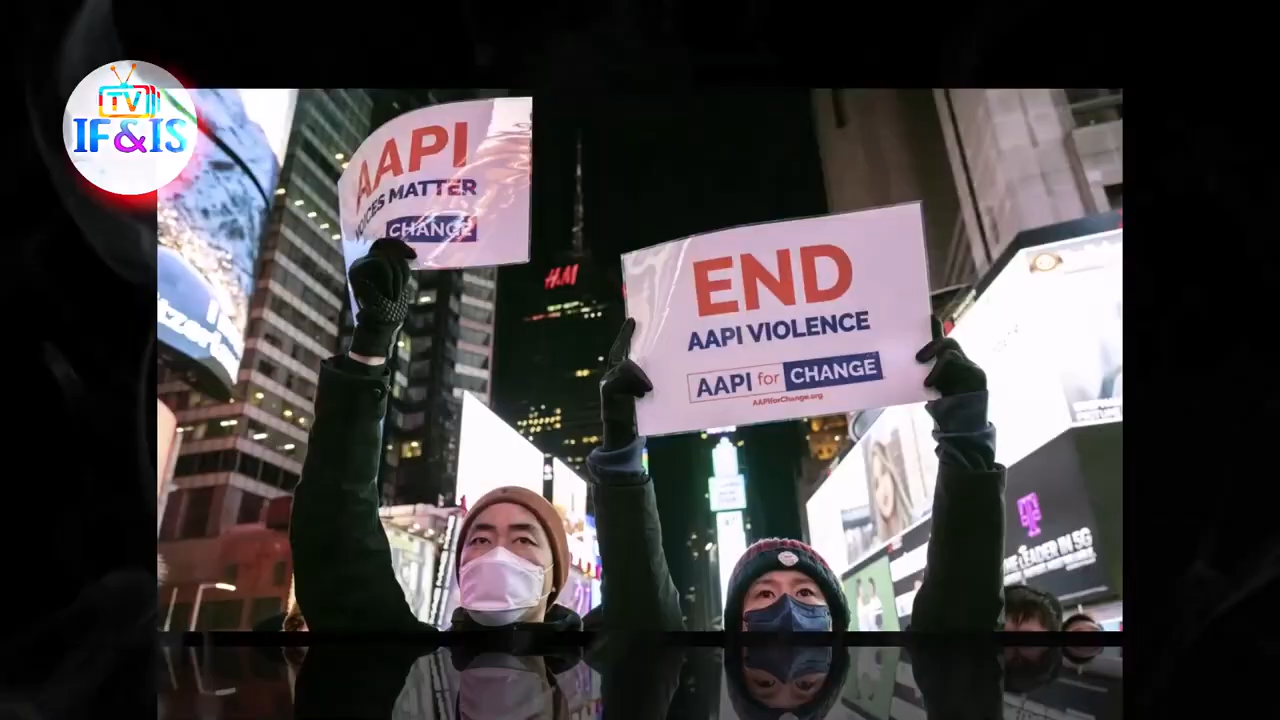 TV
IF&IS
AAPI
VOICES MATTER
CHANGE
H&M
END
AAPI VIOLENCE
AAPI for CHANGE
AAPIforChange.org
T
THE LEADER IN 5G